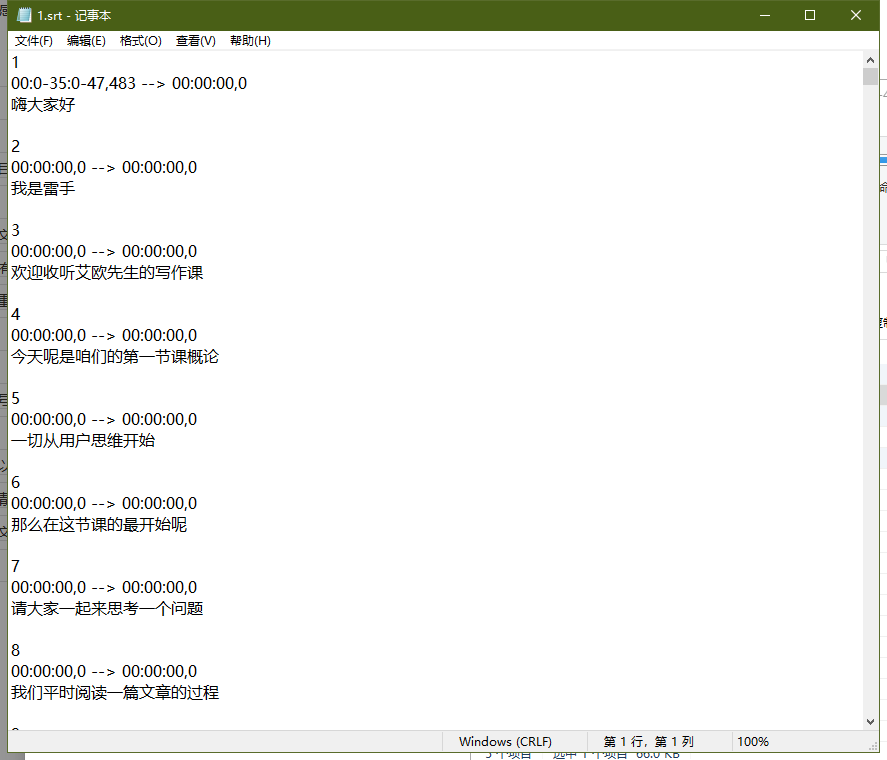 1.srt - 记事本
文件(F) 编辑(E) 格式(O) 查看(V) 帮助(H)
1
00:0-35:0-47,483 --> 00:00:00,0
嗨大家好
2
00:00:00,0 --> 00:00:00,0
我是雷手
3
00:00:00,0 --> 00:00:00,0
欢迎收听艾欧先生的写作课
4
00:00:00,0 --> 00:00:00,0
今天呢是咱们的第一节课概论
5
00:00:00,0 --> 00:00:00,0
一切从用户思维开始
6
00:00:00,0 --> 00:00:00,0
那么在这节课的最开始呢
7
00:00:00,0 --> 00:00:00,0
请大家一起来思考一个问题
8
00:00:00,0 --> 00:00:00,0
我们平时阅读一篇文章的过程
Windows (CRLF) 第 1 行，第 1 列 100%